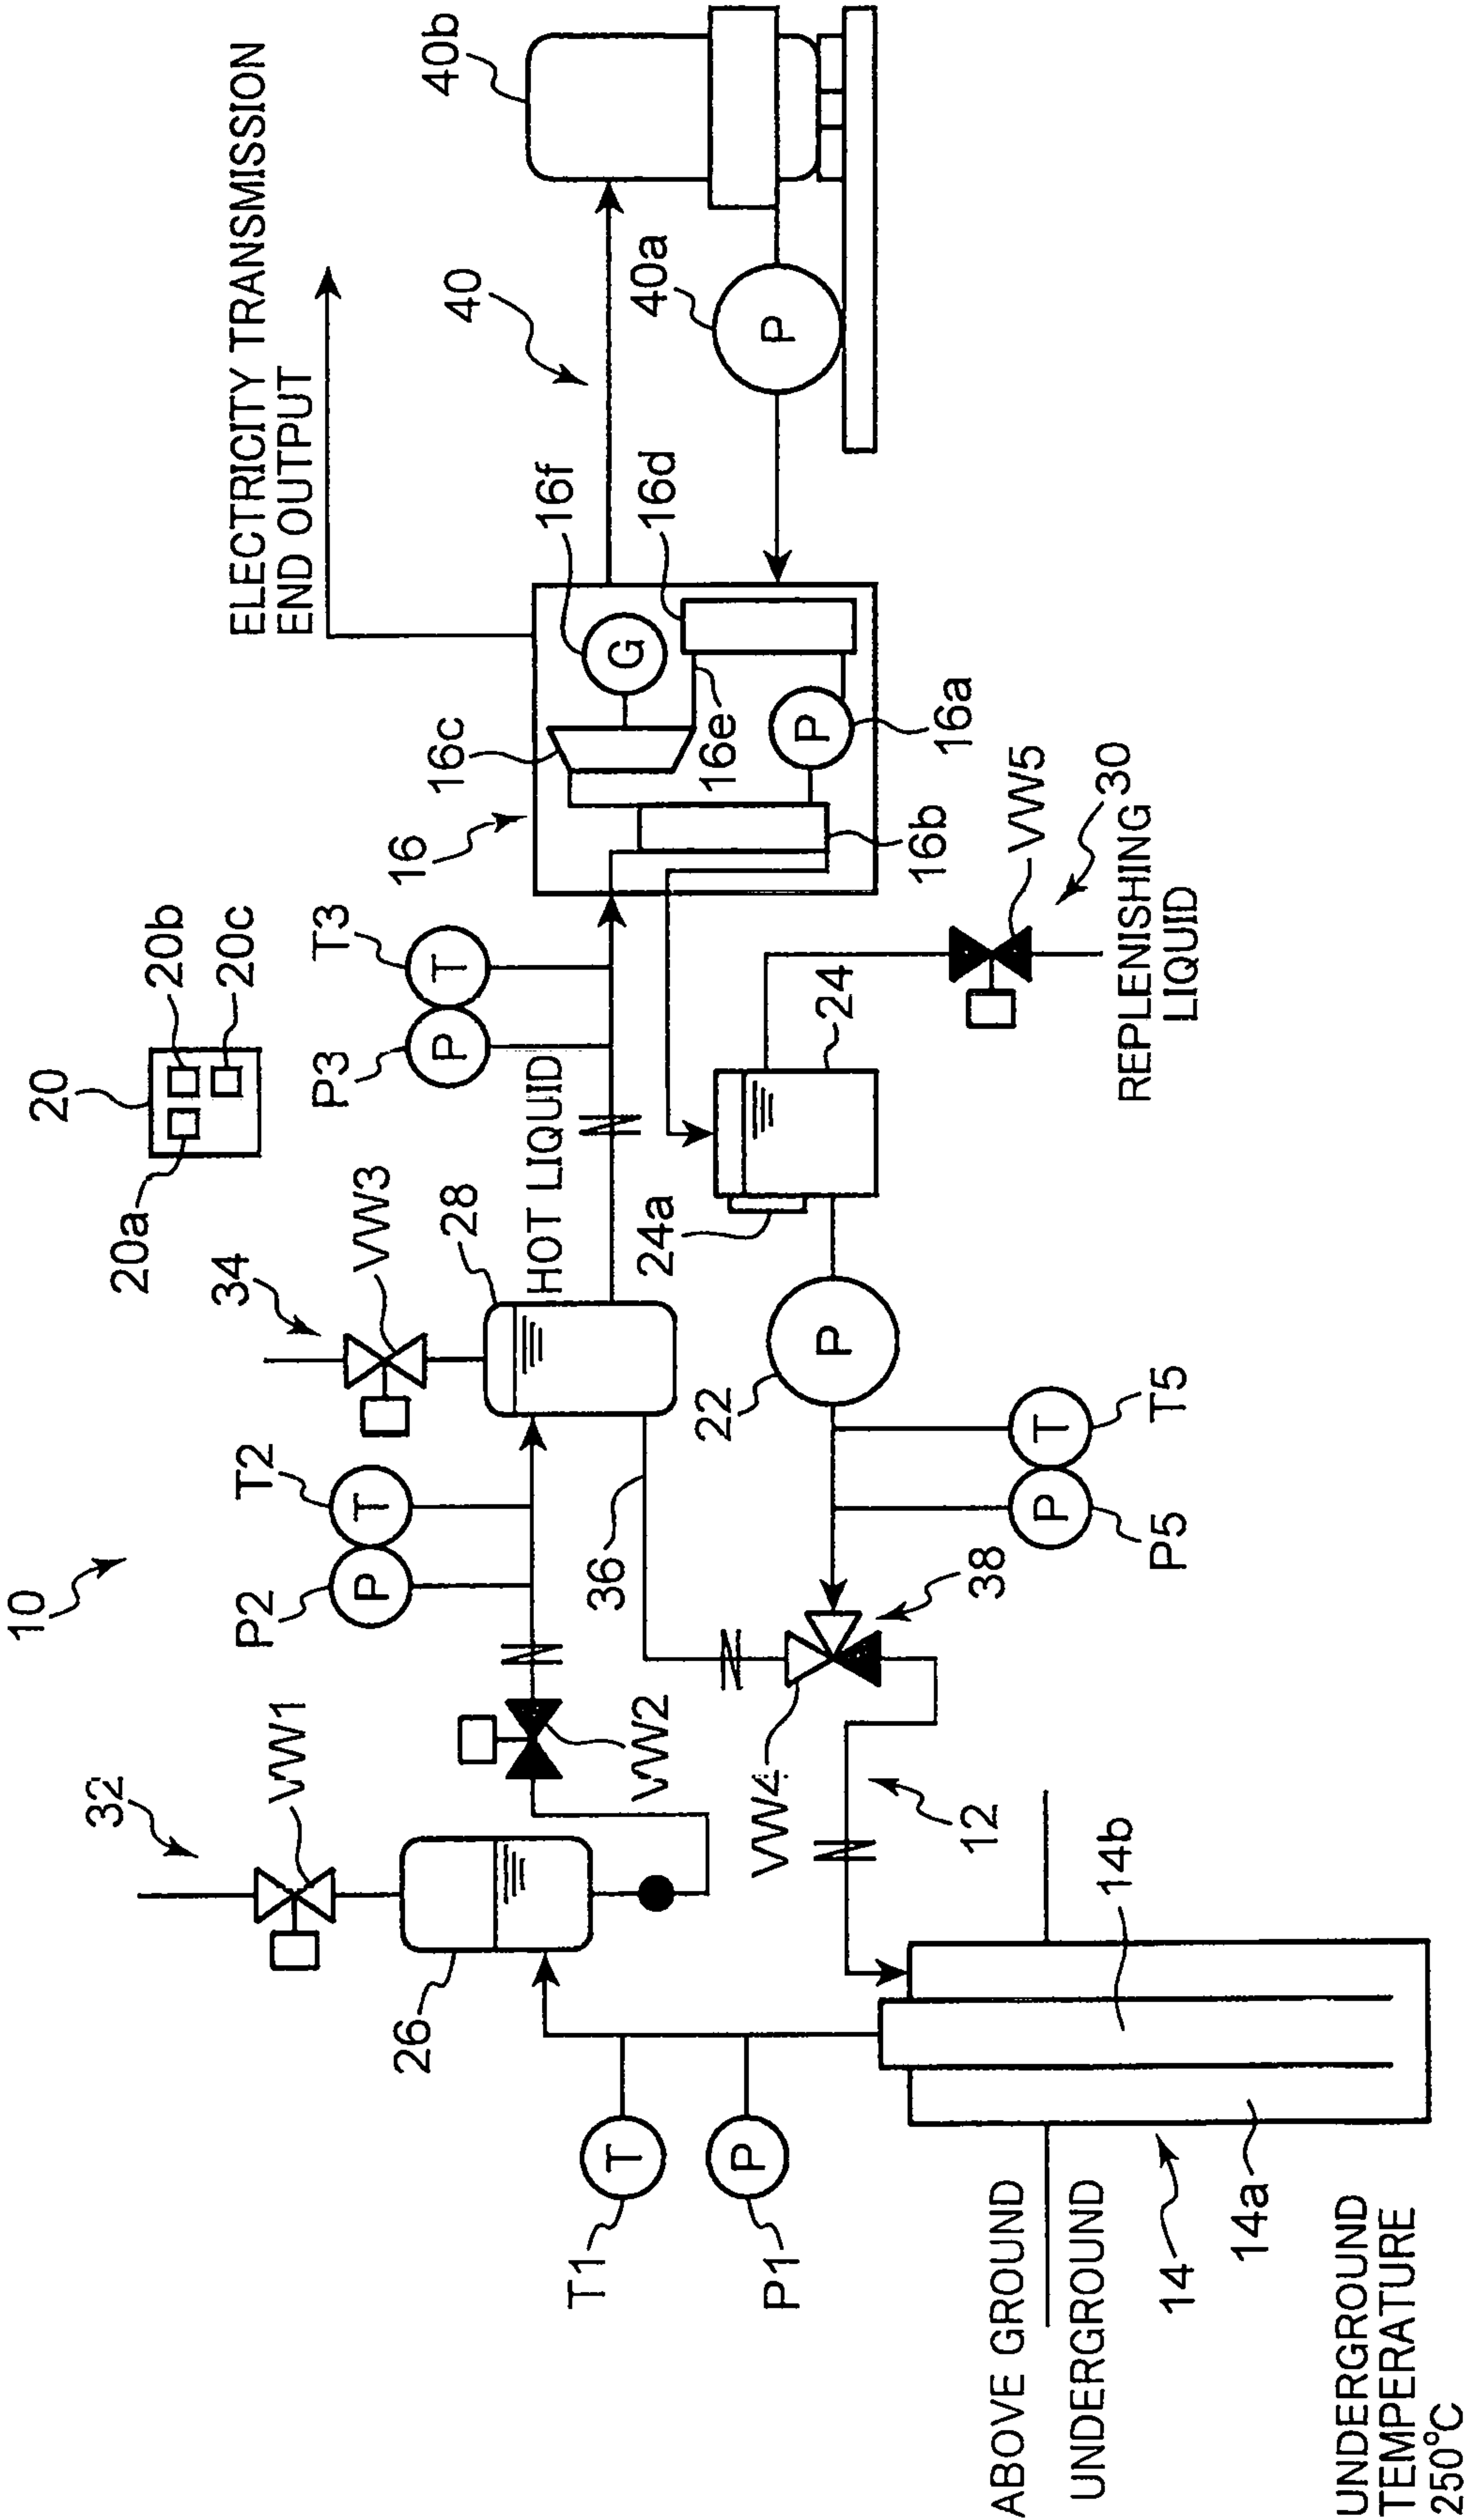 10
ELECTRICITY TRANSMISSION
END OUTPUT
20
20a
20b
20c
32
VW1
34
VW3
P2
T2
P3
T3
P
T
P
T
28
HOT LIQUID
16
16c
16f
G
40
40b
26
VW2
36
T1
T
P1
P
22
P
24a
24
16e
16d
P
16a
16b
40a
P
VW4
38
12
P5
T5
P
T
VW5
30
REPLENISHING
LIQUID
ABOVE GROUND
UNDERGROUND
14
14a
14b
UNDERGROUND
TEMPERATURE
250°C